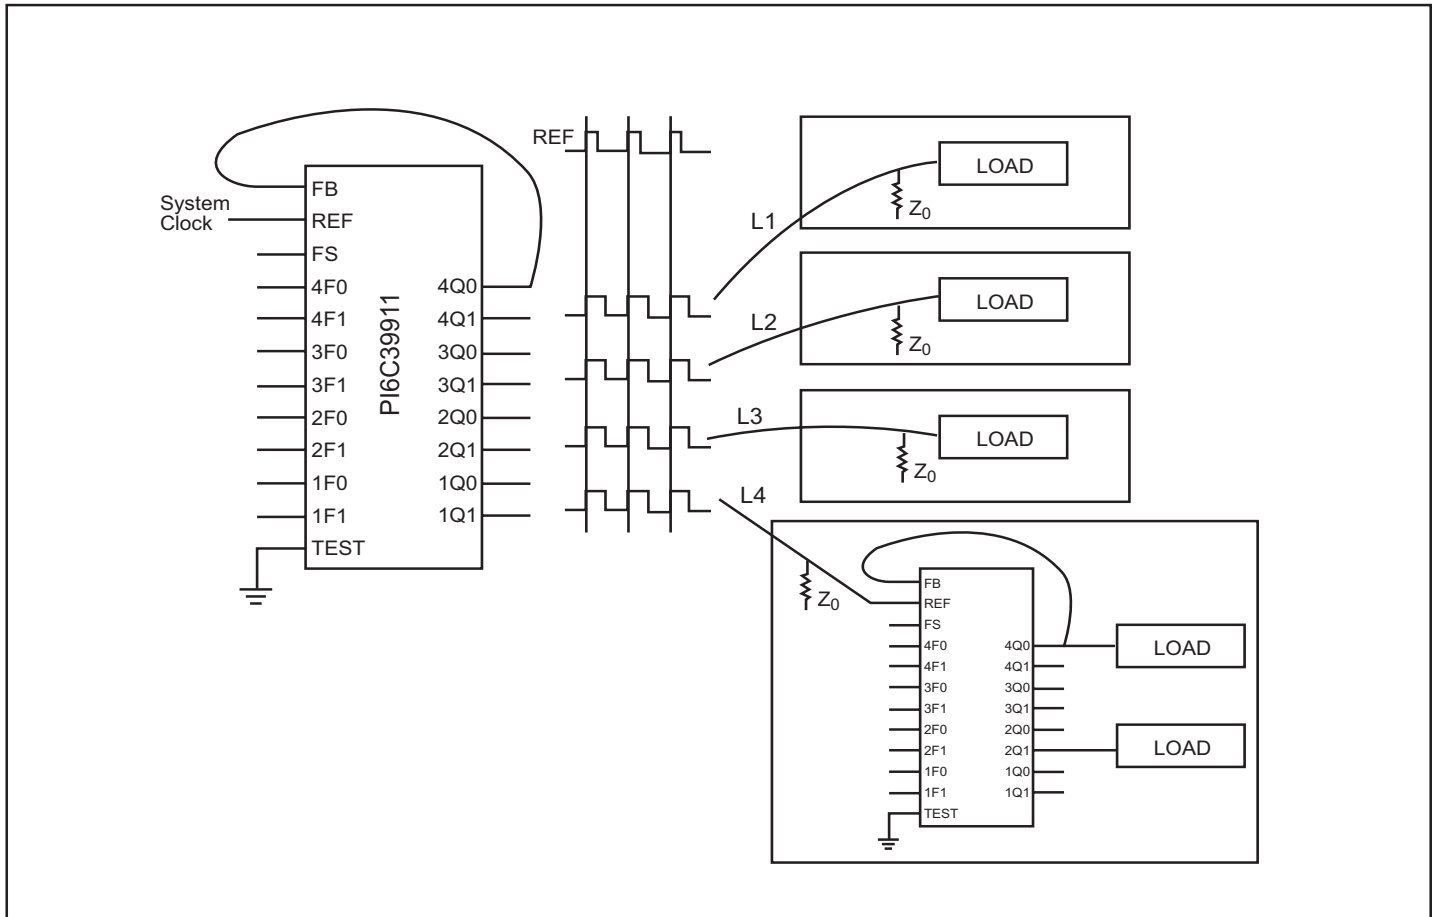 System
Clock
FB
REF
FS
4F0
4F1
3F0
3F1
2F0
2F1
1F0
1F1
TEST
PI6C39911
4Q0
4Q1
3Q0
3Q1
2Q0
2Q1
1Q0
1Q1
REF
L1
Z0
LOAD
L2
Z0
LOAD
L3
Z0
LOAD
L4
Z0
FB
REF
FS
4F0
4F1
3F0
3F1
2F0
2F1
1F0
1F1
TEST
4Q0
4Q1
3Q0
3Q1
2Q0
2Q1
1Q0
1Q1
LOAD
LOAD